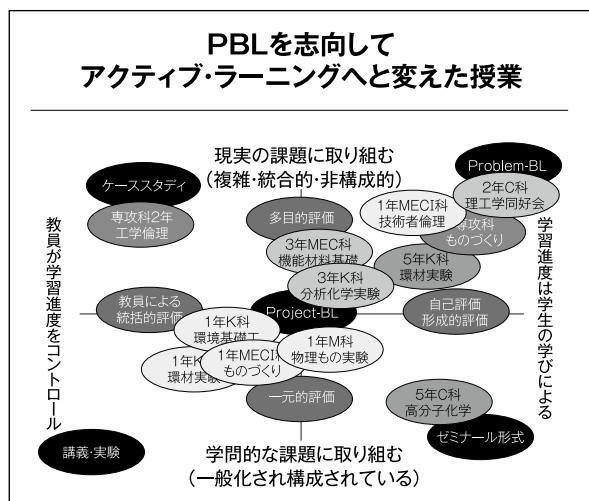 PBLを志向して
アクティブ・ラーニングへと変えた授業
現実の課題に取り組む
(複雑・統合的・非構成的)
Problem-BL
ケーススタディ
2年C科
理工学同好会
専攻科2年
工学倫理
多目的評価
1年MECI科
技術者倫理
専攻科
ものづくり
3年MEC科
機能材料基礎
5年K科
環材実験
3年K科
分析化学実験
教員が学習進度をコントロール
学習進度は学生の学びによる
教員による
統括的評価
Project-BL
自己評価
形成的評価
1年K科
環境基礎工
1年M科
物理もの実験
1年K
環材実験
1年MECI科
ものづくり
一元的評価
5年C科
高分子化学
講義・実験
ゼミナール形式
学問的な課題に取り組む
(一般化され構成されている)